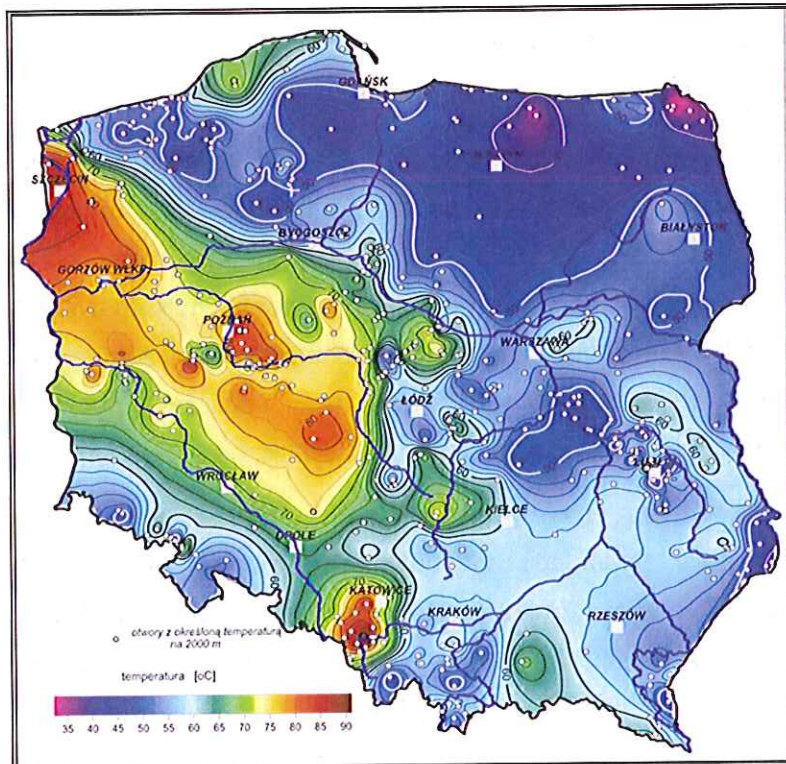 GDAŃSK
SZCZECIN
BYDGOSZCZ
BIAŁYSTOK
GORZÓW WLKP
POZNAŃ
WARSZAWA
ŁÓDŹ
WROCŁAW
KIELCE
OPOLE
KATOWICE
KRAKÓW
RZESZÓW
otwory z określoną temperaturą
na 2000 m
temperatura [oC]
35 40 45 50 55 60 65 70 75 80 85 90